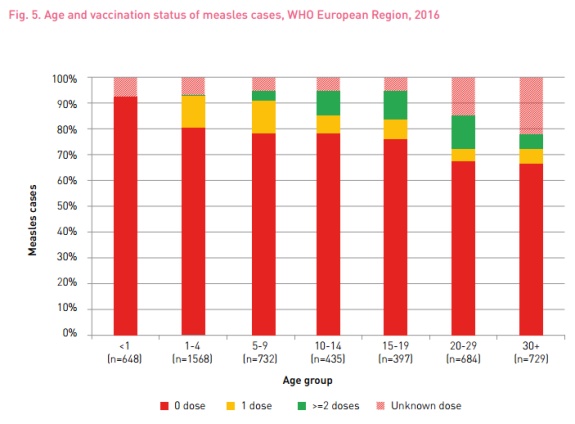 Fig. 5. Age and vaccination status of measles cases, WHO European Region, 2016
100%
90%
80%
70%
60%
50%
40%
30%
20%
10%
0%
Measles cases
<1 1-4 5-9 10-14 15-19 20-29 30+
(n=648) (n=1568) (n=732) (n=435) (n=397) (n=684) (n=729)
Age group
0 dose 1 dose >=2 doses Unknown dose